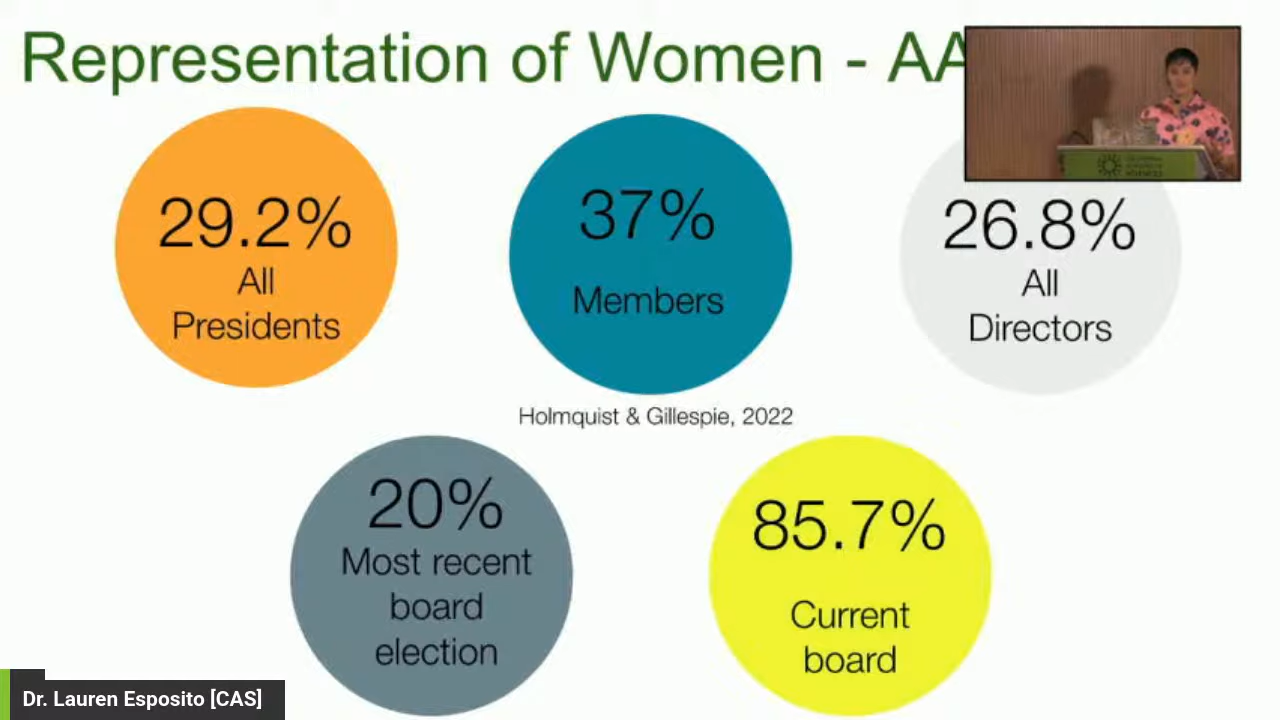 Representation of Women - AA
29.2%
All
Presidents
37%
Members
26.8%
All
Directors
Holmquist & Gillespie, 2022
20%
Most recent
board
election
85.7%
Current
board
Dr. Lauren Esposito [CAS]